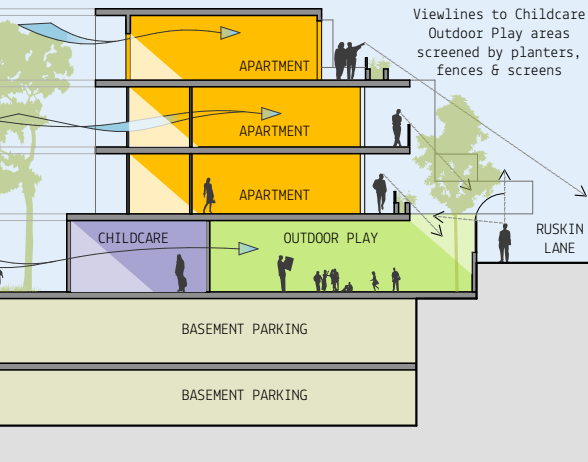 Viewlines to Childcare
Outdoor Play areas
screened by planters,
fences & screens
APARTMENT
APARTMENT
APARTMENT
CHILDCARE
OUTDOOR PLAY
RUSKIN
LANE
BASEMENT PARKING
BASEMENT PARKING